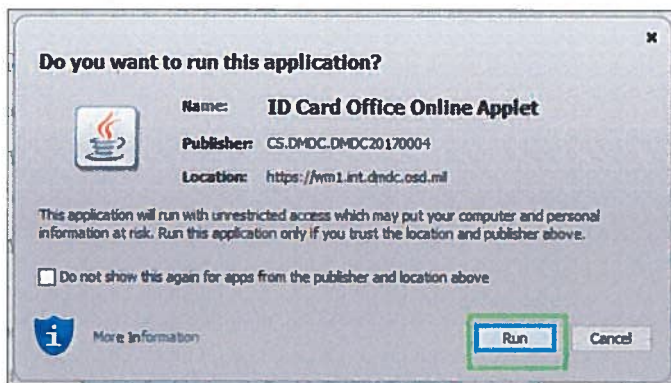 Do you want to run this application?
Name: ID Card Office Online Applet
Publisher: CS.DMDC.DMDC20170004
Location: https://wm1.int.dmdc.osd.mil
This application will run with unrestricted access which may put your computer and personal
information at risk. Run this application only if you trust the location and publisher above.
Do not show this again for apps from the publisher and location above
More Information
Run
Cancel